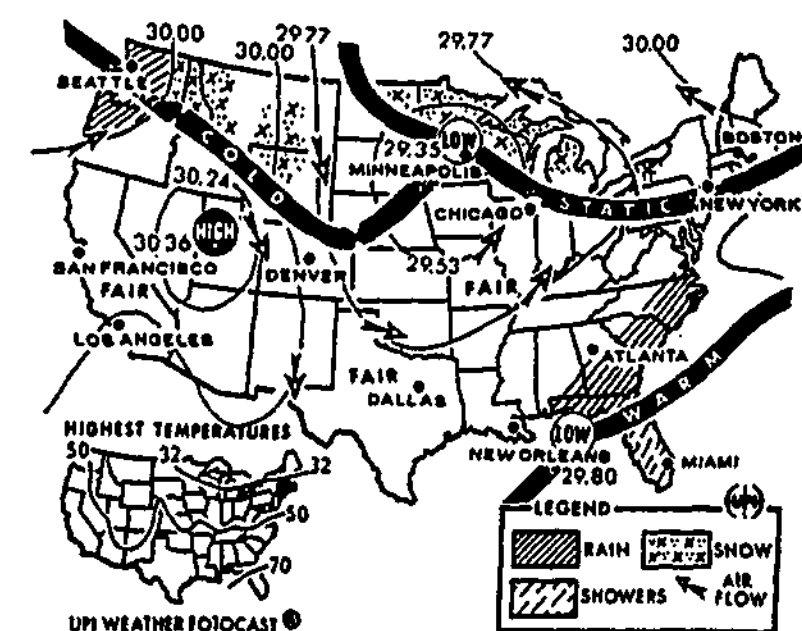 30.00
30.00
29.77
29.77
30.00
SEATTLE
COLD
LOW
29.35
MINNEAPOLIS
BOSTON
30.24
CHICAGO
STATIC
NEW YORK
HIGH
30.36
SAN FRANCISCO
FAIR
DENVER
29.53
FAIR
LOS ANGELES
ATLANTA
FAIR
DALLAS
WARM
LOW
NEW ORLEANS
29.80
MIAMI
HIGHEST TEMPERATURES
50
32
32
50
70
UPI WEATHER FOTOCAST ®
LEGEND
UPI
RAIN
SNOW
SHOWERS
AIR
FLOW